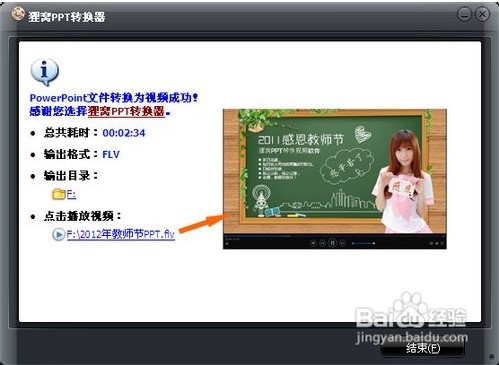 狸窝PPT转换器
PowerPoint文件转换为视频成功！
感谢您选择狸窝PPT转换器。
总共耗时：00:02:34
输出格式：FLV
输出目录：
F:
点击播放视频：
F:\2012年教师节PPT.flv
2011感恩教师节
狸窝PPT转换视频软件
老师辛苦了
Baidu经验
jingyan.baidu.com
结束(F)